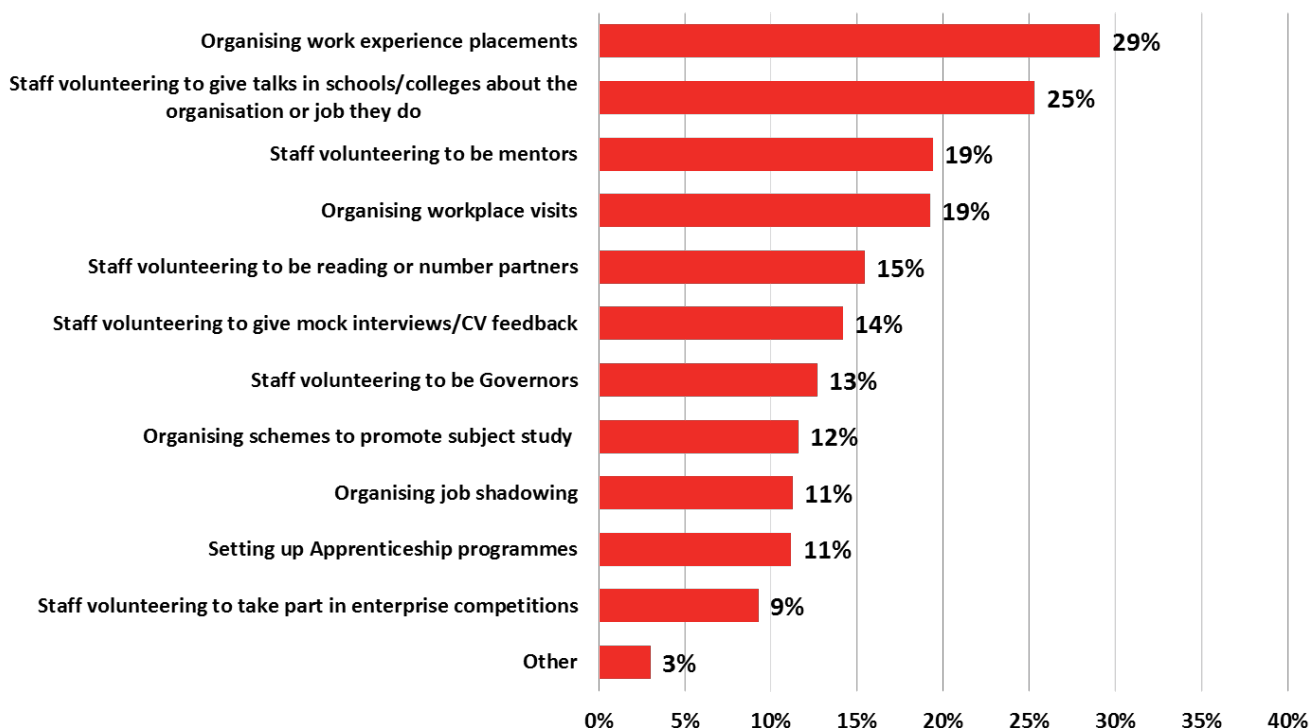 Organising work experience placements 29%
Staff volunteering to give talks in schools/colleges about the
organisation or job they do 25%
Staff volunteering to be mentors 19%
Organising workplace visits 19%
Staff volunteering to be reading or number partners 15%
Staff volunteering to give mock interviews/CV feedback 14%
Staff volunteering to be Governors 13%
Organising schemes to promote subject study 12%
Organising job shadowing 11%
Setting up Apprenticeship programmes 11%
Staff volunteering to take part in enterprise competitions 9%
Other 3%
0% 5% 10% 15% 20% 25% 30% 35% 40%